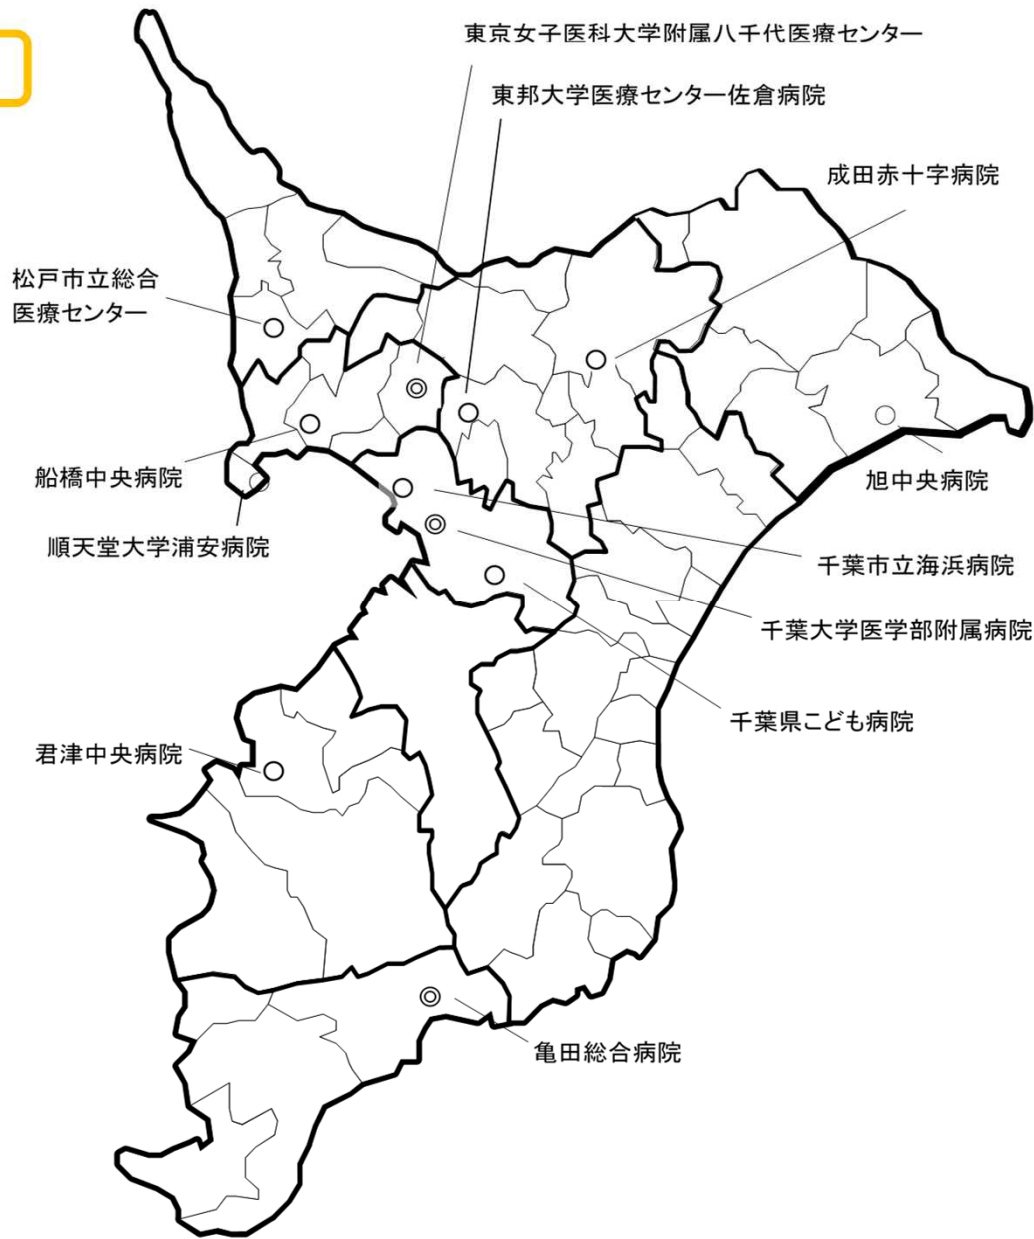 東京女子医科大学附属八千代医療センター
東邦大学医療センター佐倉病院
成田赤十字病院
松戸市立総合
医療センター
船橋中央病院
旭中央病院
順天堂大学浦安病院
千葉市立海浜病院
千葉大学医学部附属病院
千葉県こども病院
君津中央病院
亀田総合病院